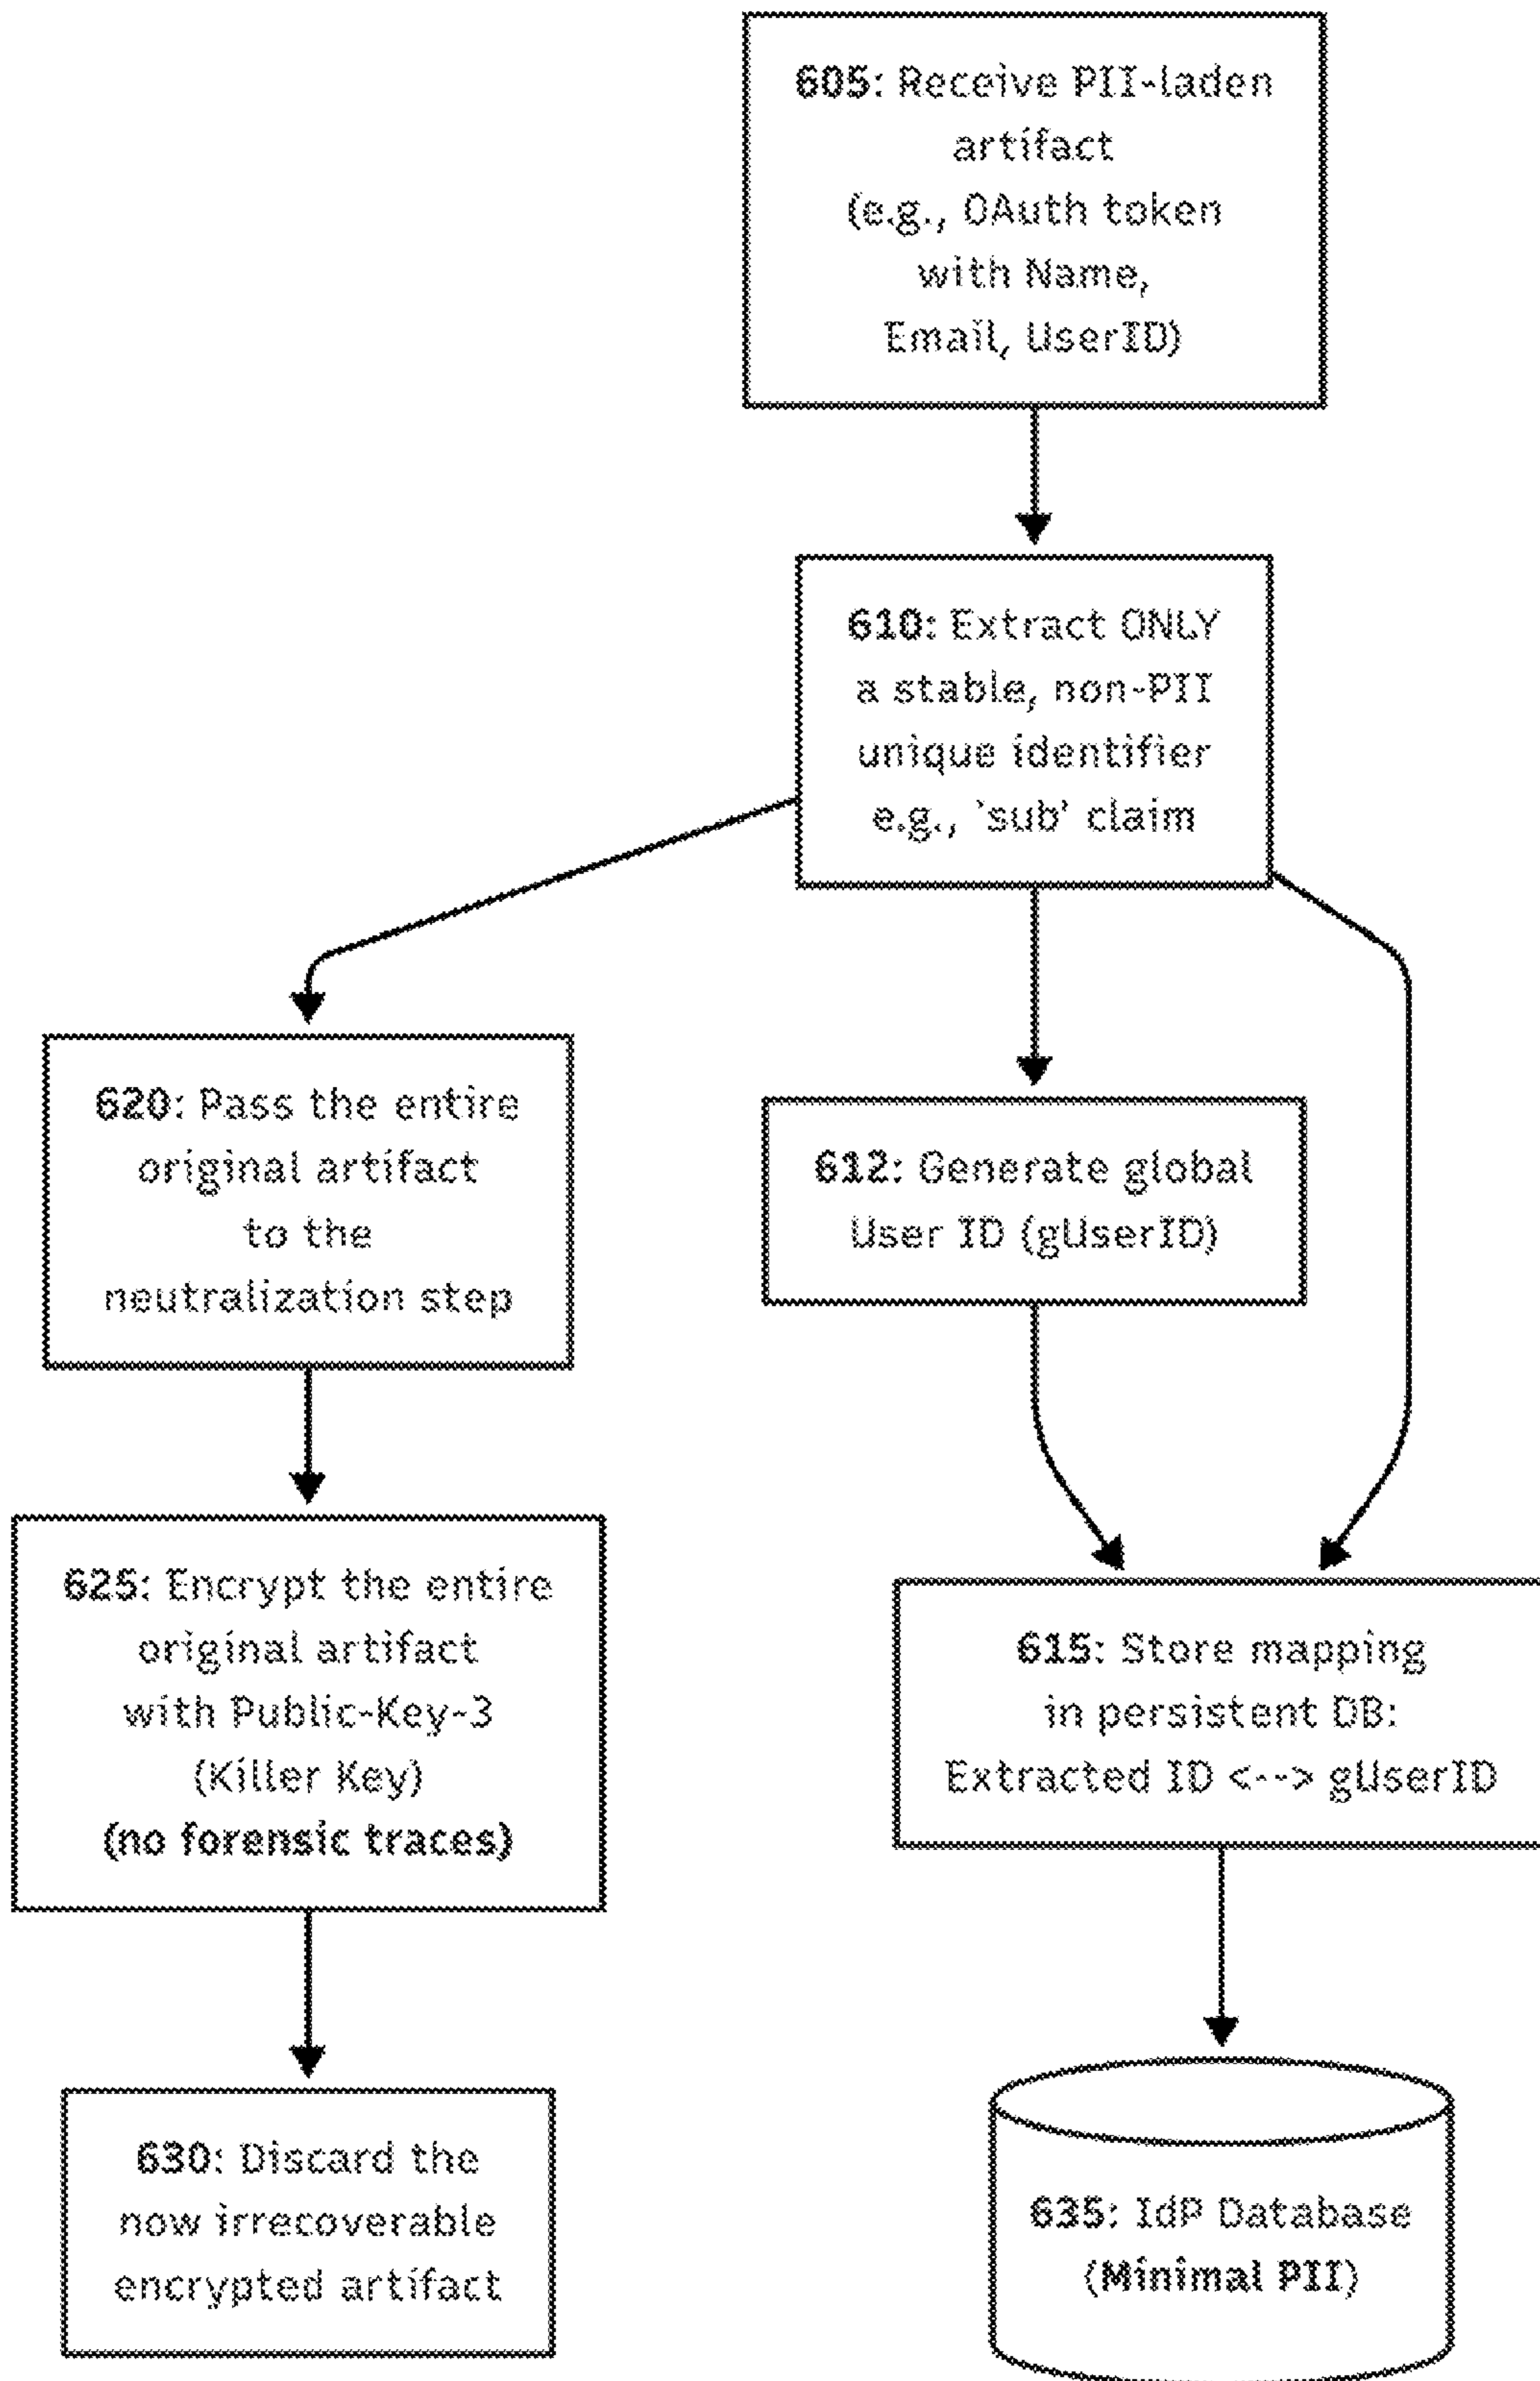 605: Receive PII-laden
artifact
(e.g., OAuth token
with Name,
Email, UserID)
610: Extract ONLY
a stable, non-PII
unique identifier
e.g., `sub' claim
620: Pass the entire
original artifact
to the
neutralization step
612: Generate global
User ID (gUserID)
625: Encrypt the entire
original artifact
with Public-Key-3
(Killer Key)
(no forensic traces)
615: Store mapping
in persistent DB:
Extracted ID <--> gUserID
630: Discard the
now irrecoverable
encrypted artifact
635: IdP Database
(Minimal PII)